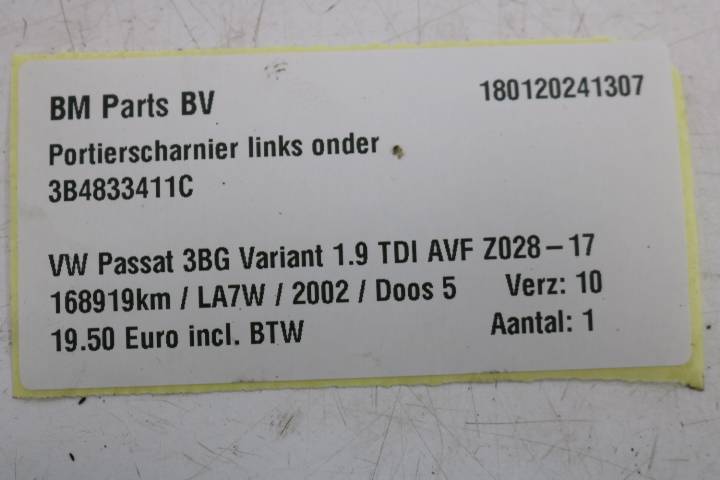 BM Parts BV 180120241307
Portierscharnier links onder
3B4833411C
VW Passat 3BG Variant 1.9 TDI AVF Z028-17
168919km / LA7W / 2002 / Doos 5 Verz: 10
19.50 Euro incl. BTW Aantal: 1